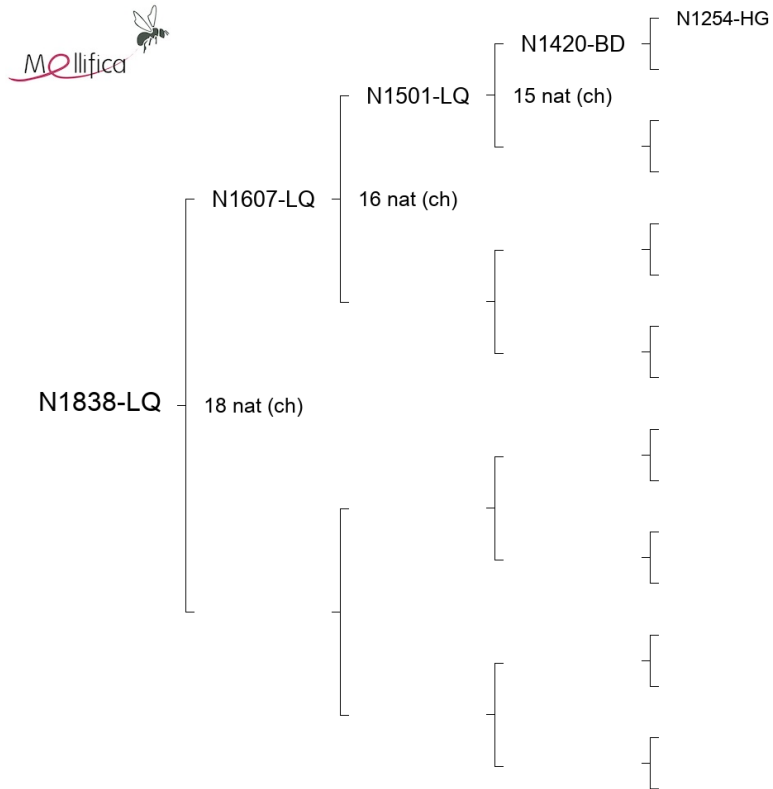 Mellifica
N1254-HG
N1420-BD
N1501-LQ
15 nat (ch)
N1607-LQ
16 nat (ch)
N1838-LQ
18 nat (ch)